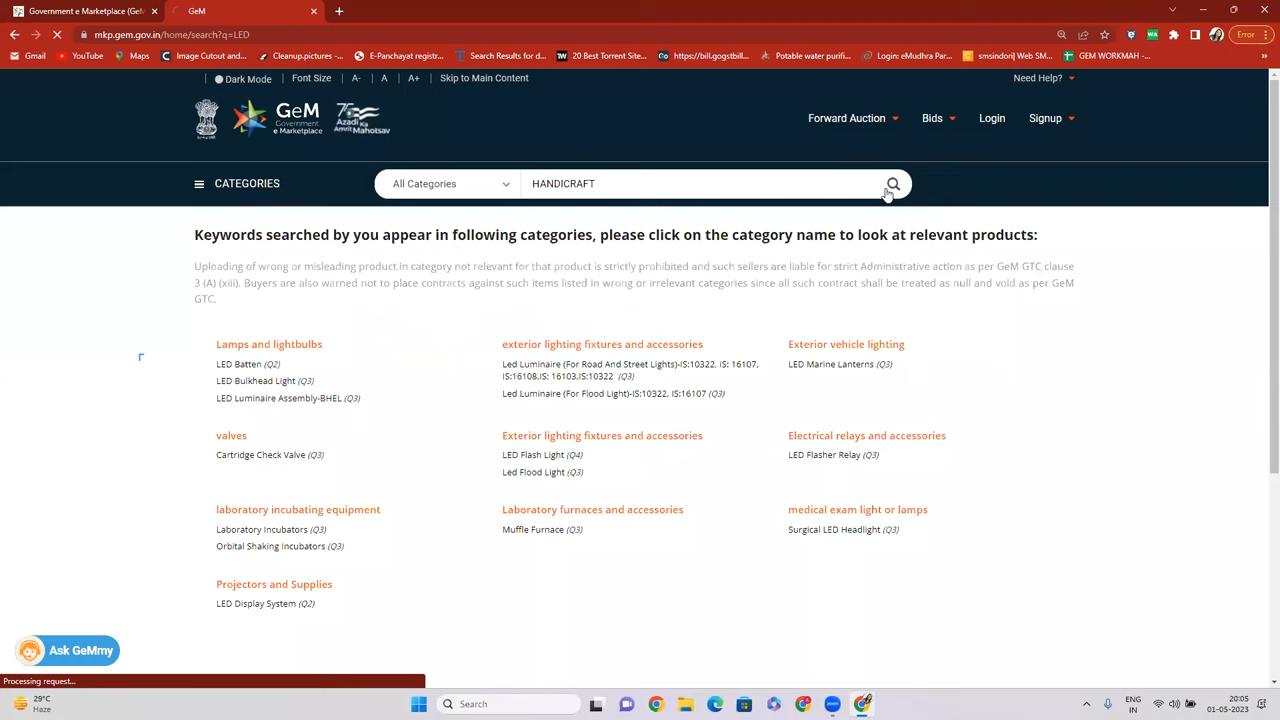 Government e Marketplace (GeM
GeM
mkp.gem.gov.in/home/search?q=LED
Error
Gmail
YouTube
Maps
Image Cutout and...
Cleanup.pictures -...
E-Panchayat registr...
Search Results for d...
20 Best Torrent Site...
https://bill.gogstbill...
Potable water purifi...
Login: eMudhra Par...
smsindori] Web SM...
GEM WORKMAH -...
»
Dark Mode
Font Size
A-
A
A+
Skip to Main Content
Need Help?
GeM
Government
e Marketplace
75
Azadi Ka
Amrit Mahotsav
Forward Auction
Bids
Login
Signup
CATEGORIES
All Categories
HANDICRAFT
Keywords searched by you appear in following categories, please click on the category name to look at relevant products:
Uploading of wrong or misleading product in category not relevant for that product is strictly prohibited and such sellers are liable for strict Administrative action as per GeM GTC clause
3 (A) (xiii). Buyers are also warned not to place contracts against such items listed in wrong or irrelevant categories since all such contract shall be treated as null and void as per GeM
GTC.
Lamps and lightbulbs
LED Batten (Q2)
LED Bulkhead Light (Q3)
LED Luminaire Assembly-BHEL (Q3)
exterior lighting fixtures and accessories
Led Luminaire (For Road And Street Lights)-IS:10322, iS: 16107,
IS:16108,IS: 16103,IS:10322 (Q3)
Led Luminaire (For Flood Light)-IS:10322, IS:16107 (Q3)
Exterior vehicle lighting
LED Marine Lanterns (Q3)
valves
Cartridge Check Valve (Q3)
Exterior lighting fixtures and accessories
LED Flash Light (Q4)
Led Flood Light (Q3)
Electrical relays and accessories
LED Flasher Relay (Q3)
laboratory incubating equipment
Laboratory Incubators (Q3)
Orbital Shaking Incubators (Q3)
Laboratory furnaces and accessories
Muffle Furnace (Q3)
medical exam light or lamps
Surgical LED Headlight (Q3)
Projectors and Supplies
LED Display System (Q2)
Ask GeMmy
Processing request...
29°C
Haze
Search
zoom
ENG
IN
20:05
01-05-2023